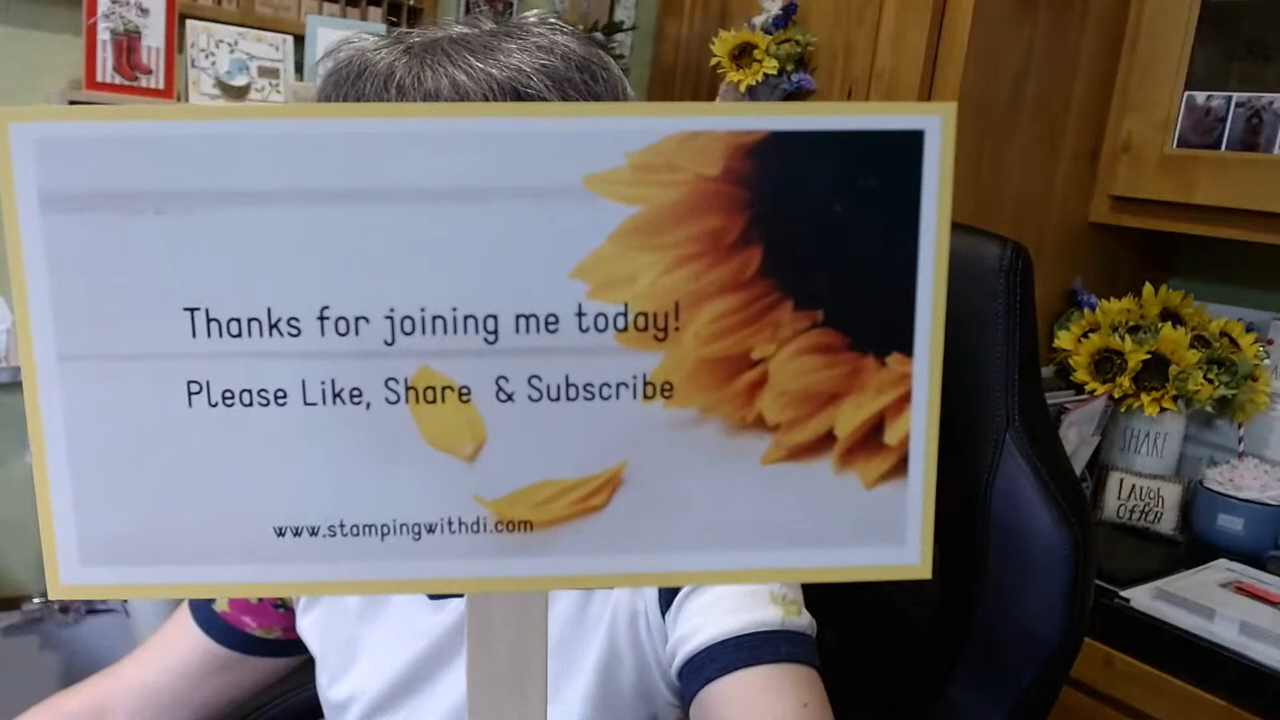 Thanks for joining me today!
Please Like, Share & Subscribe
www.stampingwithdi.com
SHARE
LAUGH
OFTEN